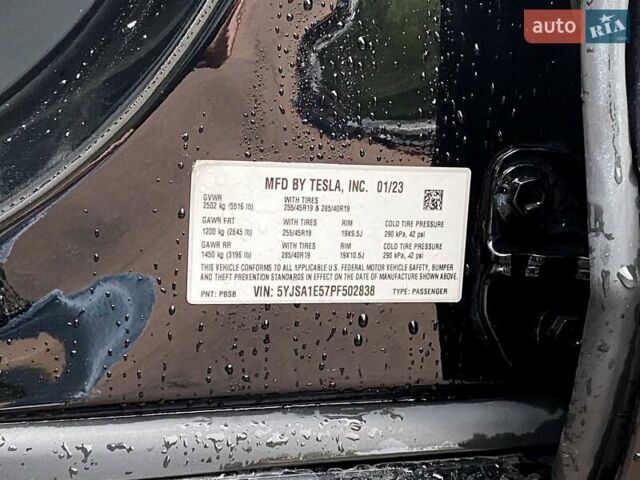 auto RIA
MFD BY TESLA, INC. 01/23
GVWR WITH TIRES
2502 kg (5516 lb) 255/45R19 & 285/40R19
GAWR FRT WITH TIRES RIM COLD TIRE PRESSURE
1200 kg (2645 lb) 255/45R19 19X9.5J 290 kPa, 42 psi
GAWR RR WITH TIRES RIM COLD TIRE PRESSURE
1450 kg (3196 lb) 285/40R19 19X10.5J 290 kPa, 42 psi
THIS VEHICLE CONFORMS TO ALL APPLICABLE U.S. FEDERAL MOTOR VEHICLE SAFETY, BUMPER
AND THEFT PREVENTION STANDARDS IN EFFECT ON THE DATE OF MANUFACTURE SHOWN ABOVE
PNT: PBSB VIN: 5YJSA1E57PF502838 TYPE: PASSENGER